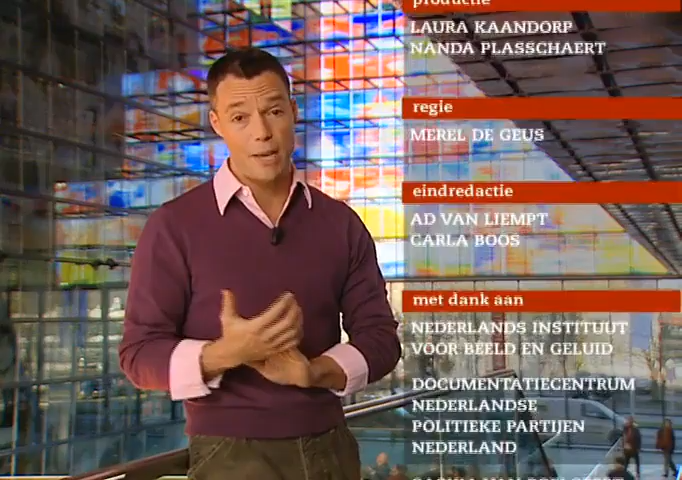 productie
LAURA KAANDORP
NANDA PLASSCHAERT
regie
MEREL DE GEUS
eindredactie
AD VAN LIEMPT
CARLA BOOS
met dank aan
NEDERLANDS INSTITUUT
VOOR BEELD EN GELUID
DOCUMENTATIECENTRUM
NEDERLANDSE
POLITIEKE PARTIJEN
NEDERLAND